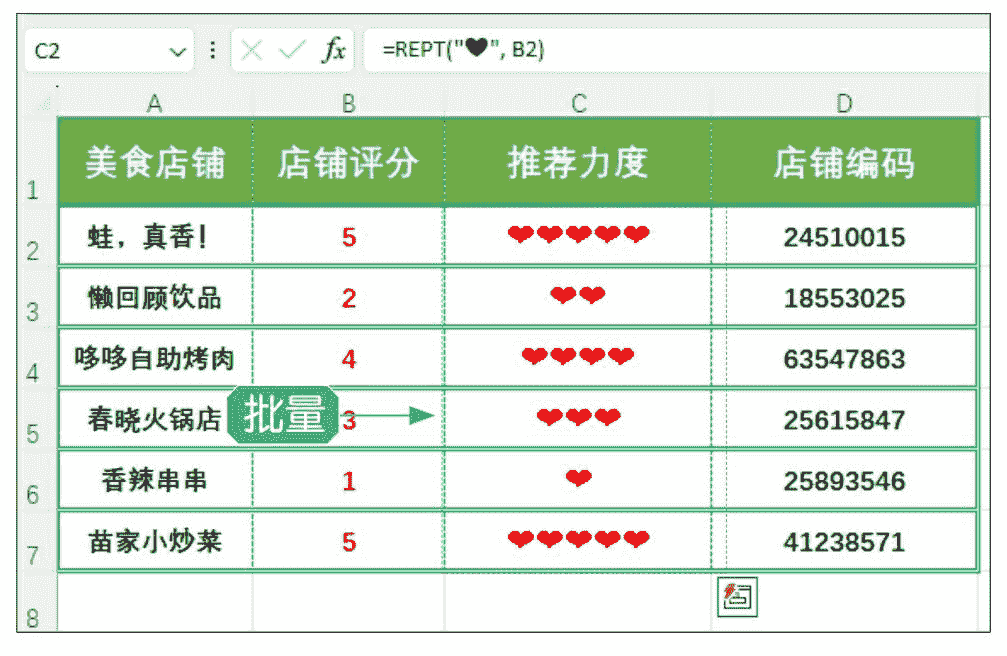 C2 fx =REPT("♥", B2)
A B C D
1 美食店铺 店铺评分 推荐力度 店铺编码
2 蛙，真香！ 5 ❤❤❤❤❤ 24510015
3 懒回顾饮品 2 ❤❤ 18553025
4 哆哆自助烤肉 4 ❤❤❤❤ 63547863
5 春晓火锅店 批量 3 ❤❤❤ 25615847
6 香辣串串 1 ❤ 25893546
7 苗家小炒菜 5 ❤❤❤❤❤ 41238571
8